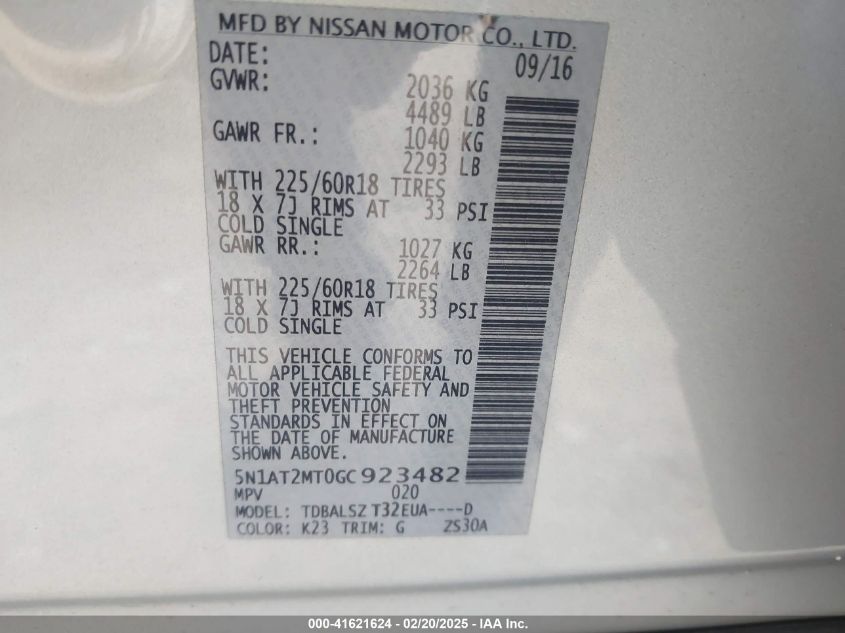 MFD BY NISSAN MOTOR CO., LTD.
DATE: 09/16
GVWR: 2036 KG
4489 LB
GAWR FR.: 1040 KG
2293 LB
WITH 225/60R18 TIRES
18 X 7J RIMS AT 33 PSI
COLD SINGLE
GAWR RR.: 1027 KG
2264 LB
WITH 225/60R18 TIRES
18 X 7J RIMS AT 33 PSI
COLD SINGLE
THIS VEHICLE CONFORMS TO
ALL APPLICABLE FEDERAL
MOTOR VEHICLE SAFETY AND
THEFT PREVENTION
STANDARDS IN EFFECT ON
THE DATE OF MANUFACTURE
SHOWN ABOVE.
5N1AT2MT0GC923482
MPV 020
MODEL: TDBALSZ T32EUA----D
COLOR: K23 TRIM: G ZS30A
000-41621624 — 02/20/2025 — IAA Inc.